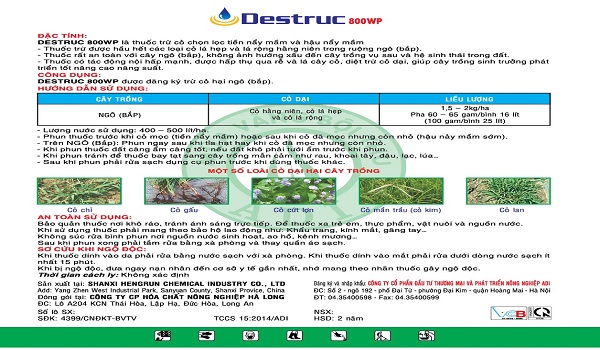 Destruc 800WP
ĐẶC TÍNH:
DESTRUC 800WP là thuốc trừ cỏ chọn lọc tiền nẩy mầm và hậu nẩy mầm
- Thuốc trừ được hầu hết các loại cỏ lá hẹp và lá rộng hằng niên trong ruộng ngô (bắp).
- Thuốc rất an toàn với cây ngô (bắp), không ảnh hưởng xấu đến cây trồng vụ sau và hệ sinh thái trong đất.
- Thuốc có tác động nội hấp mạnh, được hấp thụ qua rễ và lá cây cỏ, diệt trừ cỏ dại, giúp cây trồng sinh trưởng phát triển tốt nâng cao năng suất.
CÔNG DỤNG:
DESTRUC 800WP được đăng ký trừ cỏ hại ngô (bắp).
HƯỚNG DẪN SỬ DỤNG:
CÂY TRỒNG CỎ DẠI LIỀU LƯỢNG
NGÔ (BẮP) Cỏ hằng niên, cỏ lá hẹp và cỏ lá rộng 1,5 – 2kg/ha
Pha 60 – 65 gam/bình 16 lít
(100 gam/bình 25 lít)
- Lượng nước sử dụng: 400 – 500 lít/ha.
- Phun thuốc trước khi cỏ mọc (tiền nẩy mầm) hoặc sau khi cỏ đã mọc nhưng còn nhỏ (hậu nảy mầm sớm).
- Trên NGÔ (Bắp): Phun ngay sau khi tỉa hạt hay khi cỏ đã mọc nhưng còn nhỏ.
- Khi phun thuốc đất càng ẩm càng tốt, nếu đất khô phải tưới ẩm trước khi phun.
- Khi phun tránh để thuốc bay tạt sang cây trồng mẫn cảm như rau, khoai tây, đậu, lạc, lúa...
- Sau khi phun phải rửa sạch dụng cụ phun trước khi dùng thuốc khác.
MỘT SỐ LOÀI CỎ DẠI HẠI CÂY TRỒNG
Cỏ chỉ Cỏ gấu Cỏ cứt lợn Cỏ mần trầu (cỏ kim) Cỏ lan
AN TOÀN SỬ DỤNG:
Bảo quản thuốc nơi khô ráo, tránh ánh sáng trực tiếp. Để thuốc xa trẻ em, thực phẩm, vật nuôi và nguồn nước.
Khi sử dụng thuốc phải mang theo bảo hộ lao động như: Khẩu trang, kính mắt, găng tay...
Không súc rửa bình phun nơi nguồn nước sinh hoạt, ao hồ, kênh mương...
Sau khi phun xong phải tắm rửa bằng xà phòng và thay quần áo sạch.
SƠ CỨU KHI NGỘ ĐỘC:
Khi thuốc dính vào da phải rửa bằng nước sạch với xà phòng. Khi thuốc dính vào mắt phải rửa dưới dòng nước sạch ít nhất 15 phút.
Khi bị ngộ độc, đưa ngay nạn nhân đến cơ sở y tế gần nhất, nhớ mang theo nhãn thuốc gây ngộ độc.
Thời gian cách ly: Không xác định
Sản xuất tại: SHANXI HENGRUN CHEMICAL INDUSTRY CO., LTD
Add: Yang Zhen West Industrial Park, Sanyuan County, Shanxi Provice, China
Đóng gói tại: CÔNG TY CP HÓA CHẤT NÔNG NGHIỆP HÀ LONG
ĐC: Lô A204 KCN Thái Hòa, Lập Hạ, Đức Hòa, Long An
Số lô SX:
SĐK: 4399/CNĐKT-BVTV TCCS 15:2014/ADI
Đăng ký và nhập khẩu: CÔNG TY CỔ PHẦN ĐẦU TƯ THƯƠNG MẠI VÀ PHÁT TRIỂN NÔNG NGHIỆP ADI
ĐC: Số 2 - ngõ 192 - phố Đại Từ - phường Đại Kim - quận Hoàng Mai - Hà Nội
ĐT: 04.35400598 - Fax: 04.35400599
NSX:
HSD: 2 năm
CR